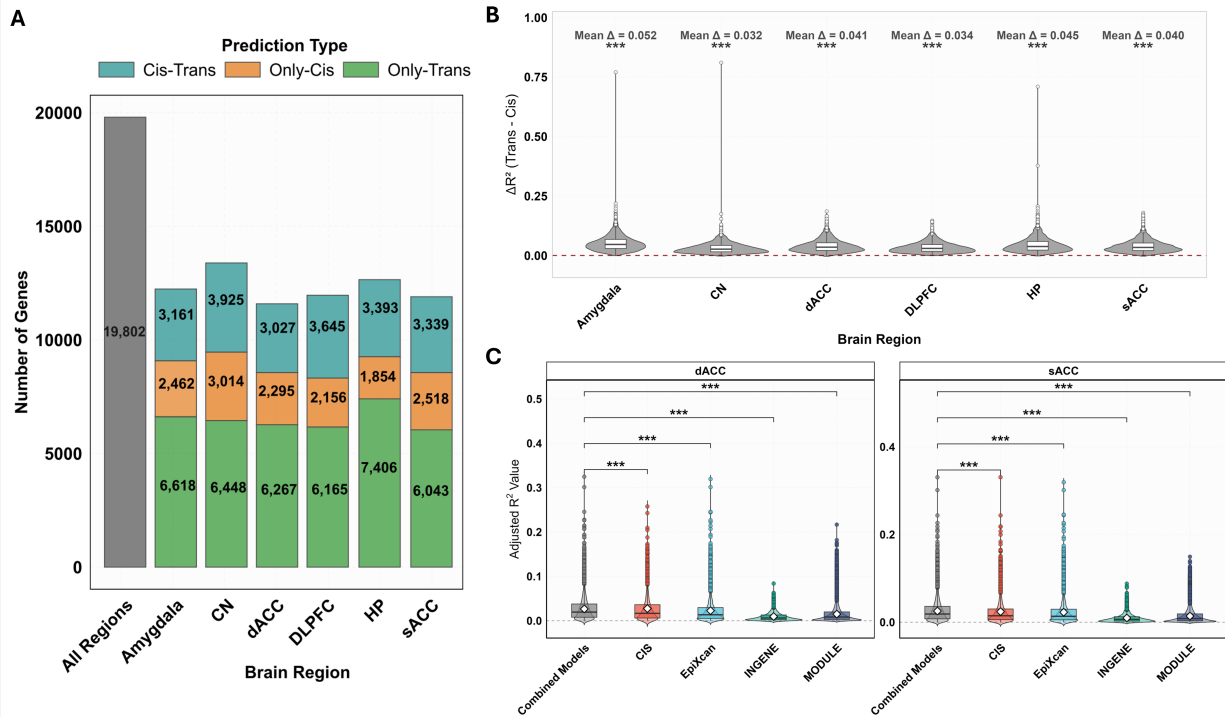 A
Prediction Type
Cis-Trans
Only-Cis
Only-Trans
Number of Genes
20000
15000
10000
5000
0
19,802
3,161
2,462
6,618
3,925
3,014
6,448
3,027
2,295
6,267
3,645
2,156
6,165
3,393
1,854
7,406
3,339
2,518
6,043
All Regions
Amygdala
CN
dACC
DLPFC
HP
sACC
Brain Region
B
ΔR² (Trans - Cis)
1.00
0.75
0.50
0.25
0.00
Mean Δ = 0.052
***
Mean Δ = 0.032
***
Mean Δ = 0.041
***
Mean Δ = 0.034
***
Mean Δ = 0.045
***
Mean Δ = 0.040
***
Amygdala
CN
dACC
DLPFC
HP
sACC
Brain Region
C
dACC
Adjusted R² Value
0.5
0.4
0.3
0.2
0.1
0.0
***
***
***
***
Combined Models
CIS
EpiXcan
INGENE
MODULE
sACC
0.4
0.2
0.0
***
***
***
***
Combined Models
CIS
EpiXcan
INGENE
MODULE